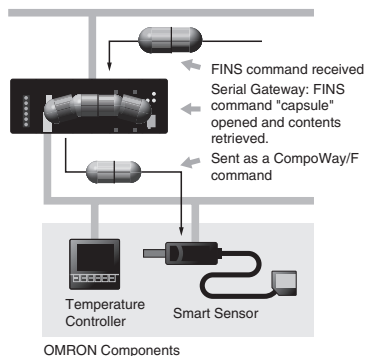 FINS command received
Serial Gateway: FINS
command "capsule"
opened and contents
retrieved.
Sent as a CompoWay/F
command
Temperature
Controller
Smart Sensor
OMRON Components